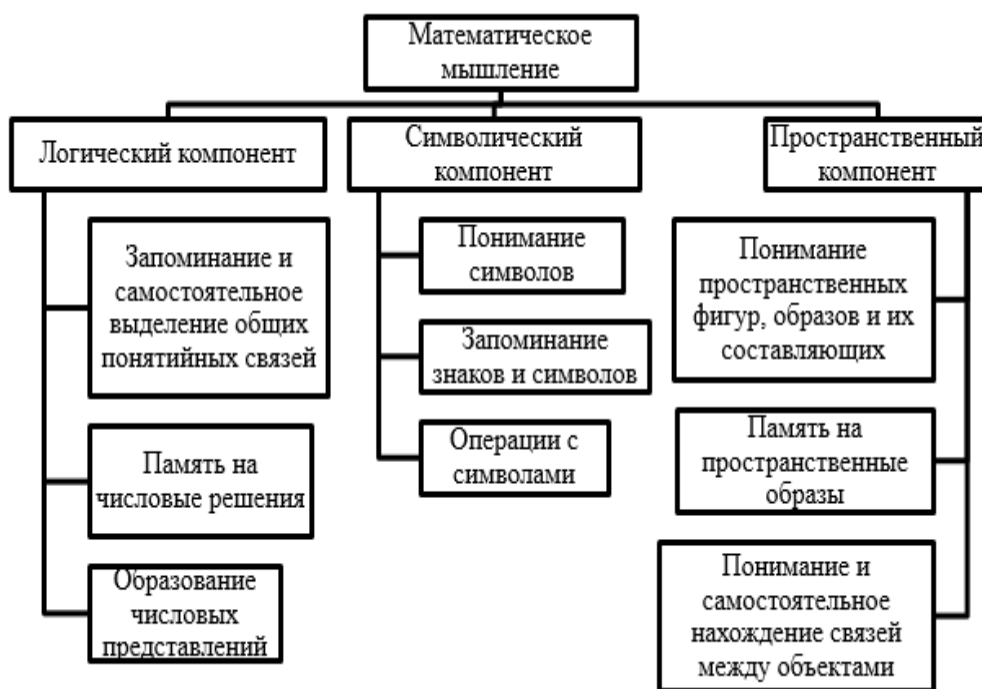 Математическое
мышление
Логический компонент
Запоминание и
самостоятельное
выделение общих
понятийных связей
Память на
числовые решения
Образование
числовых
представлений
Символический
компонент
Понимание
символов
Запоминание
знаков и символов
Операции с
символами
Пространственный
компонент
Понимание
пространственных
фигур, образов и их
составляющих
Память на
пространственные
образы
Понимание и
самостоятельное
нахождение связей
между объектами